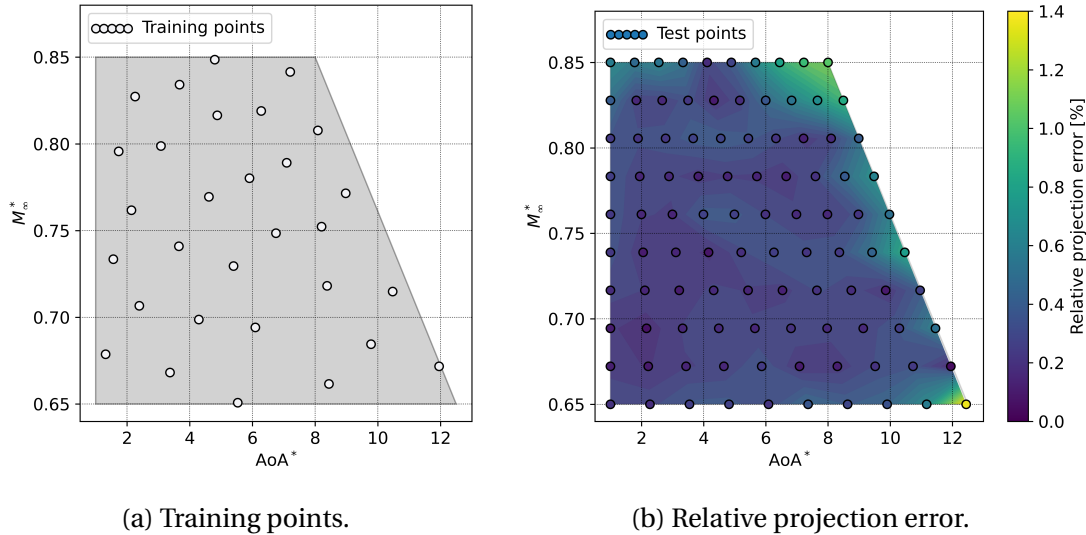 Training points
0.85
0.80
0.75
0.70
0.65
M*∞
2 4 6 8 10 12
AoA*
(a) Training points.
Test points
0.85
0.80
0.75
0.70
0.65
M*∞
2 4 6 8 10 12
AoA*
1.4
1.2
1.0
0.8
0.6
0.4
0.2
0.0
Relative projection error [%]
(b) Relative projection error.